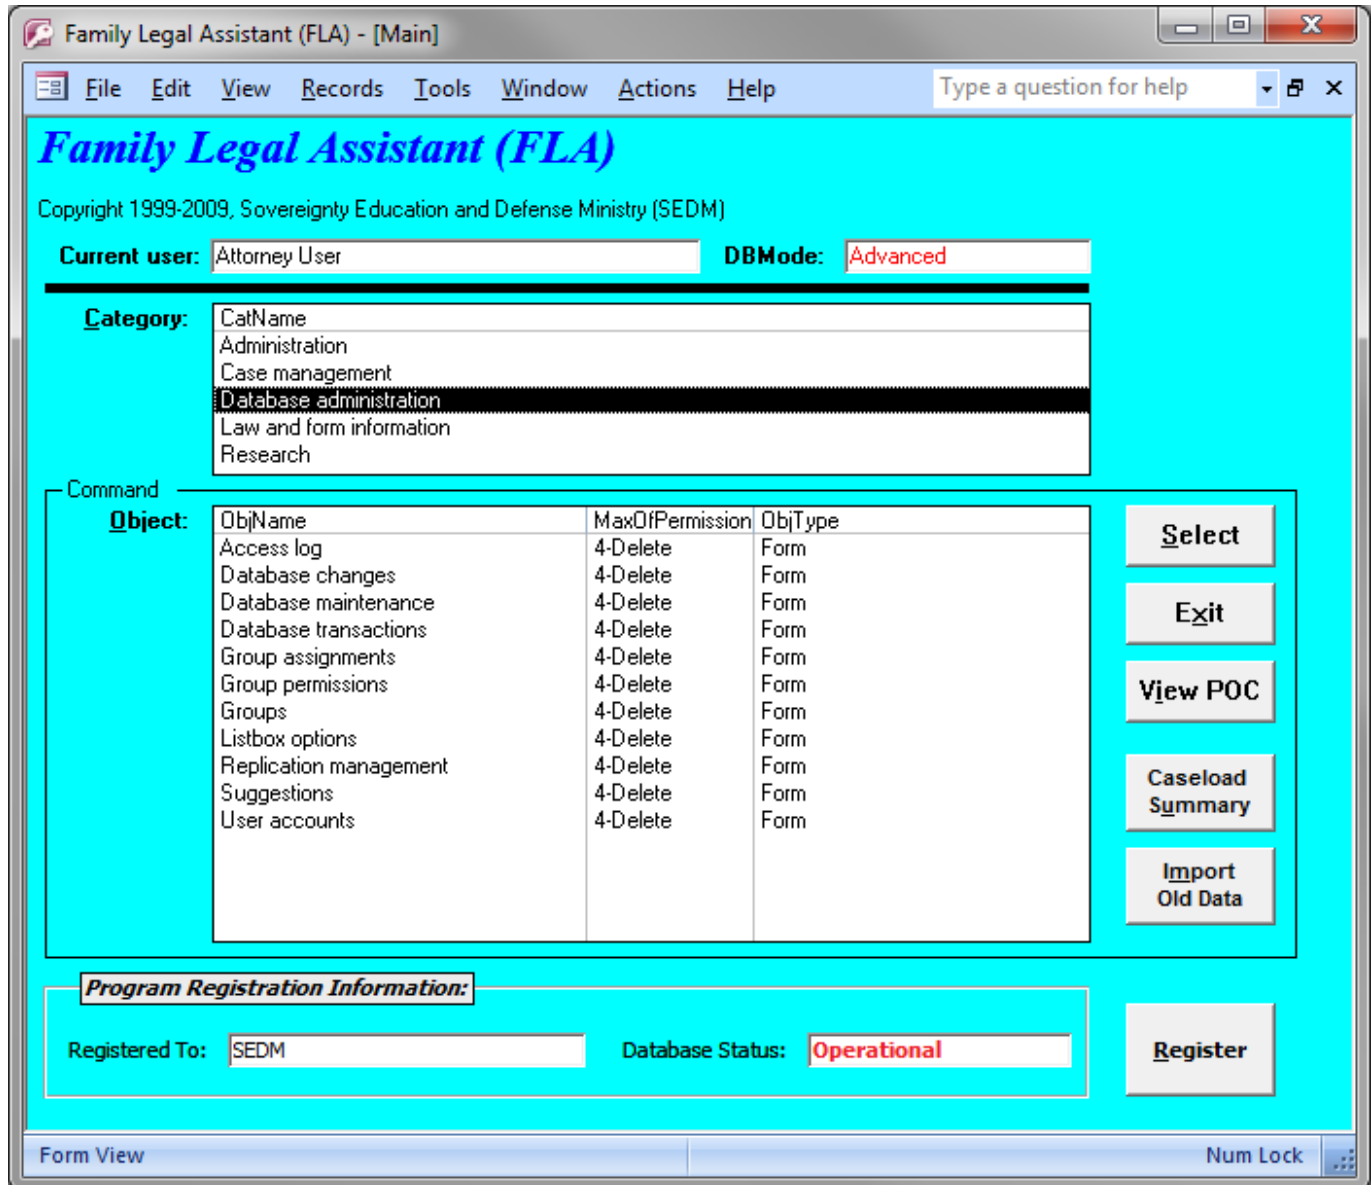 Family Legal Assistant (FLA) - [Main]
File Edit View Records Tools Window Actions Help Type a question for help
Family Legal Assistant (FLA)
Copyright 1999-2009, Sovereignty Education and Defense Ministry (SEDM)
Current user: Attorney User DBMode: Advanced
Category: CatName
Administration
Case management
Database administration
Law and form information
Research
Command
Object: ObjName MaxOfPermission ObjType
Access log 4-Delete Form
Database changes 4-Delete Form
Database maintenance 4-Delete Form
Database transactions 4-Delete Form
Group assignments 4-Delete Form
Group permissions 4-Delete Form
Groups 4-Delete Form
Listbox options 4-Delete Form
Replication management 4-Delete Form
Suggestions 4-Delete Form
User accounts 4-Delete Form
Select
Exit
View POC
Caseload
Summary
Import
Old Data
Program Registration Information:
Registered To: SEDM Database Status: Operational
Register
Form View Num Lock